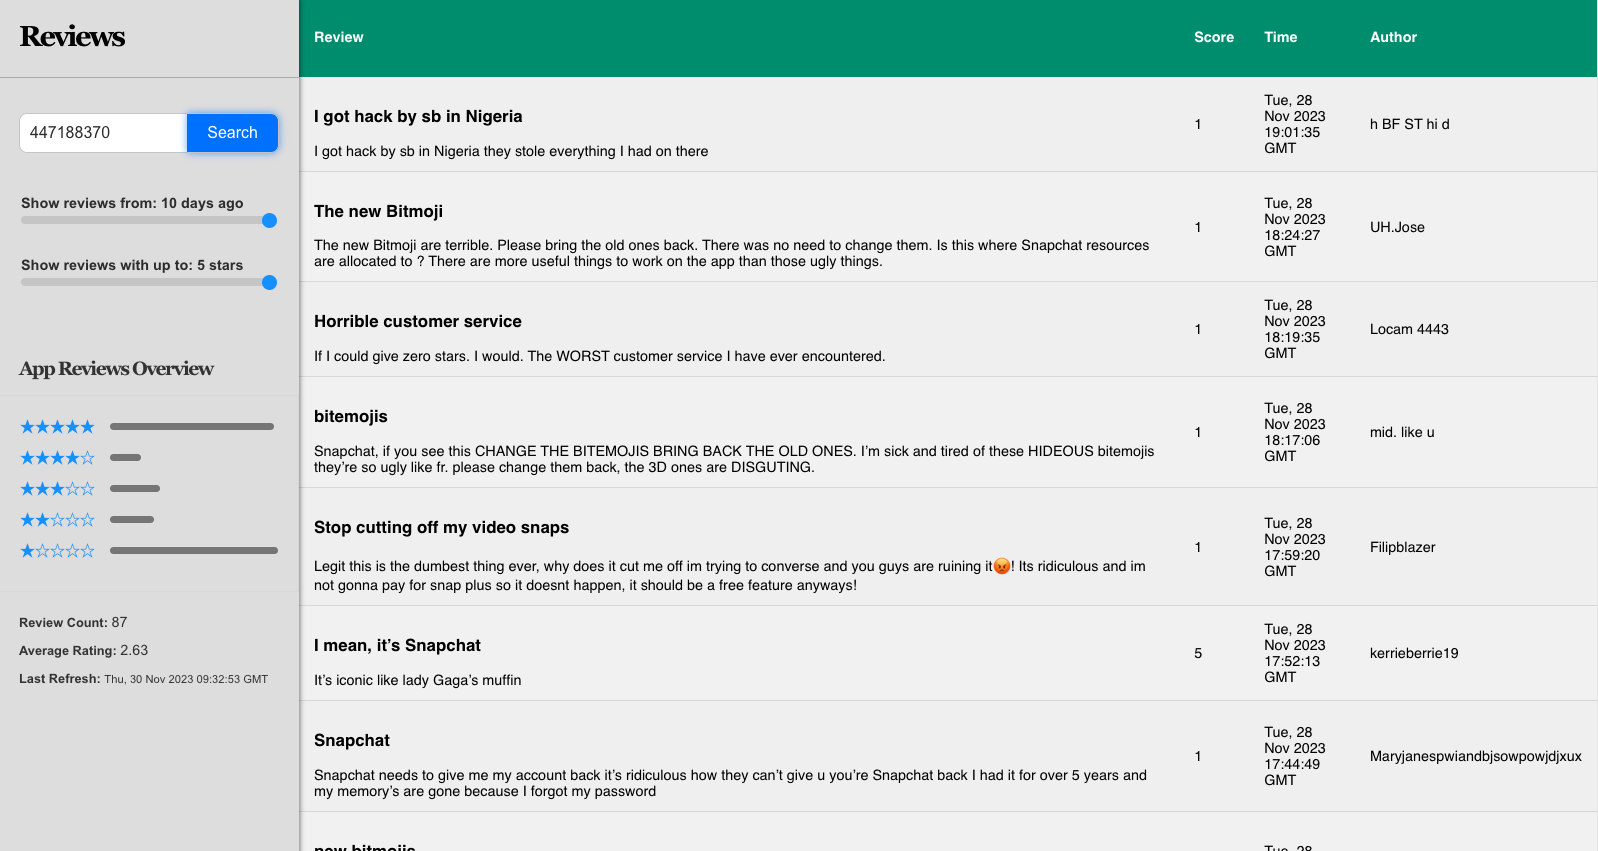 Reviews
447188370
Search
Show reviews from: 10 days ago
Show reviews with up to: 5 stars
App Reviews Overview
★★★★★
★★★★☆
★★★☆☆
★★☆☆☆
★☆☆☆☆
Review Count: 87
Average Rating: 2.63
Last Refresh: Thu, 30 Nov 2023 09:32:53 GMT
Review Score Time Author
I got hack by sb in Nigeria
I got hack by sb in Nigeria they stole everything I had on there
1
Tue, 28
Nov 2023
19:01:35
GMT
h BF ST hi d
The new Bitmoji
The new Bitmoji are terrible. Please bring the old ones back. There was no need to change them. Is this where Snapchat resources
are allocated to ? There are more useful things to work on the app than those ugly things.
1
Tue, 28
Nov 2023
18:24:27
GMT
UH.Jose
Horrible customer service
If I could give zero stars. I would. The WORST customer service I have ever encountered.
1
Tue, 28
Nov 2023
18:19:35
GMT
Locam 4443
bitemojis
Snapchat, if you see this CHANGE THE BITEMOJIS BRING BACK THE OLD ONES. I’m sick and tired of these HIDEOUS bitemojis
they’re so ugly like fr. please change them back, the 3D ones are DISGUTING.
1
Tue, 28
Nov 2023
18:17:06
GMT
mid. like u
Stop cutting off my video snaps
Legit this is the dumbest thing ever, why does it cut me off im trying to converse and you guys are ruining it😡! Its ridiculous and im
not gonna pay for snap plus so it doesnt happen, it should be a free feature anyways!
1
Tue, 28
Nov 2023
17:59:20
GMT
Filipblazer
I mean, it’s Snapchat
It’s iconic like lady Gaga’s muffin
5
Tue, 28
Nov 2023
17:52:13
GMT
kerrieberrie19
Snapchat
Snapchat needs to give me my account back it’s ridiculous how they can’t give u you’re Snapchat back I had it for over 5 years and
my memory’s are gone because I forgot my password
1
Tue, 28
Nov 2023
17:44:49
GMT
Maryjanespwiandbjsowpowjdjxux
new bitmojis
Tue, 28